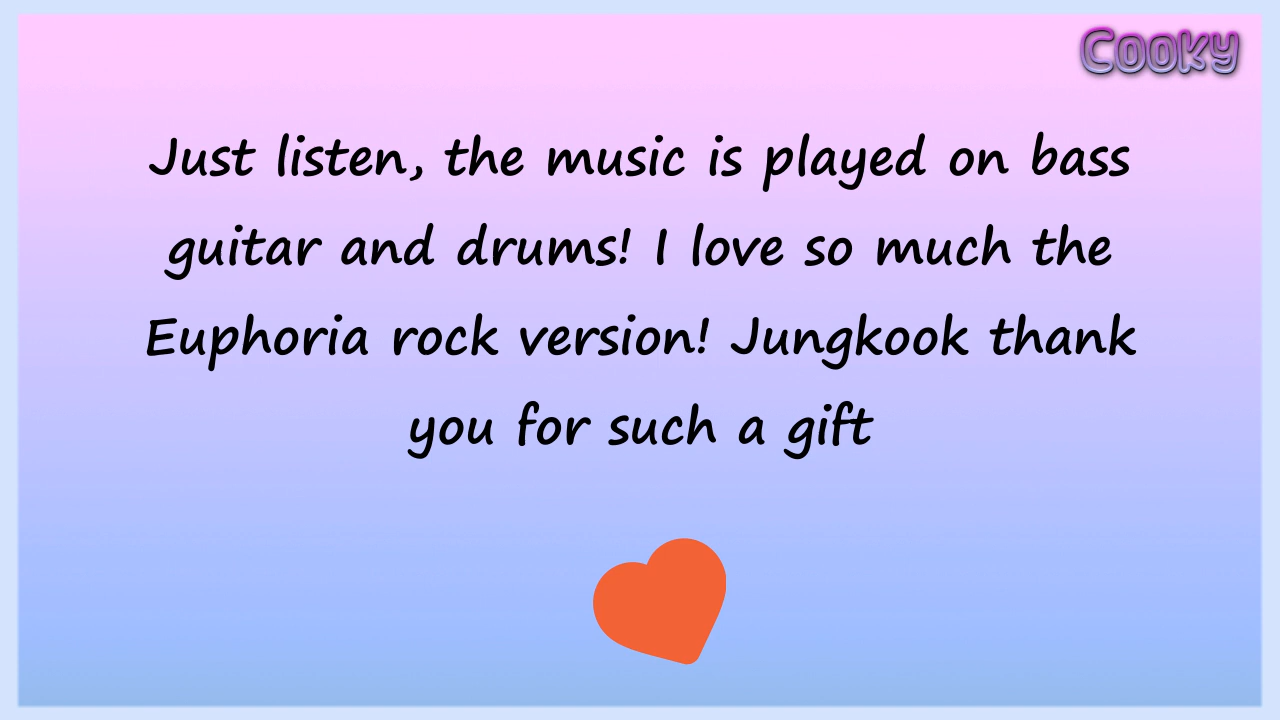 Cooky
Just listen, the music is played on bass
guitar and drums! I love so much the
Euphoria rock version! Jungkook thank
you for such a gift